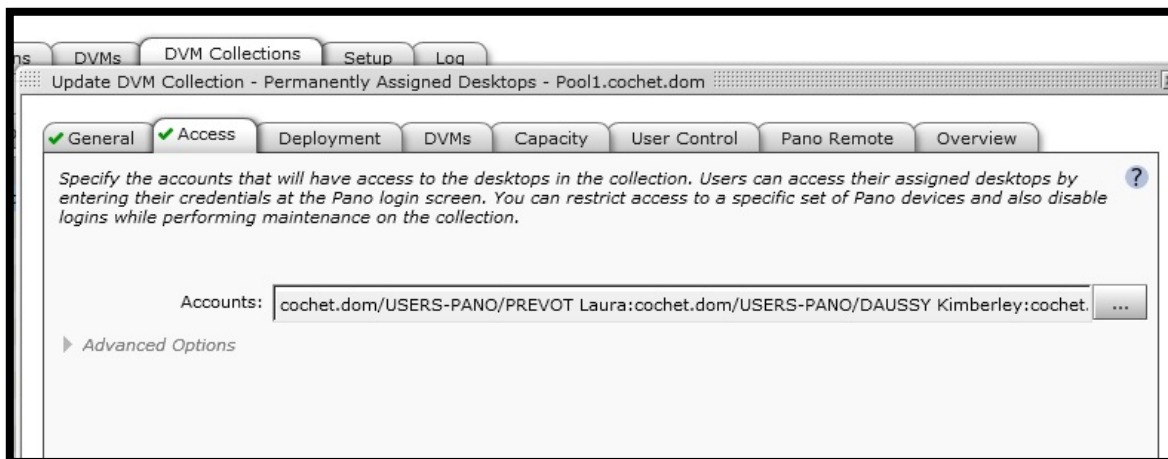 DVMs DVM Collections Setup Log
Update DVM Collection - Permanently Assigned Desktops - Pool1.cochet.dom
General Access Deployment DVMs Capacity User Control Pano Remote Overview
Specify the accounts that will have access to the desktops in the collection. Users can access their assigned desktops by ?
entering their credentials at the Pano login screen. You can restrict access to a specific set of Pano devices and also disable
logins while performing maintenance on the collection.
Accounts: cochet.dom/USERS-PANO/PREVOT Laura:cochet.dom/USERS-PANO/DAUSSY Kimberley:cochet. ...
Advanced Options